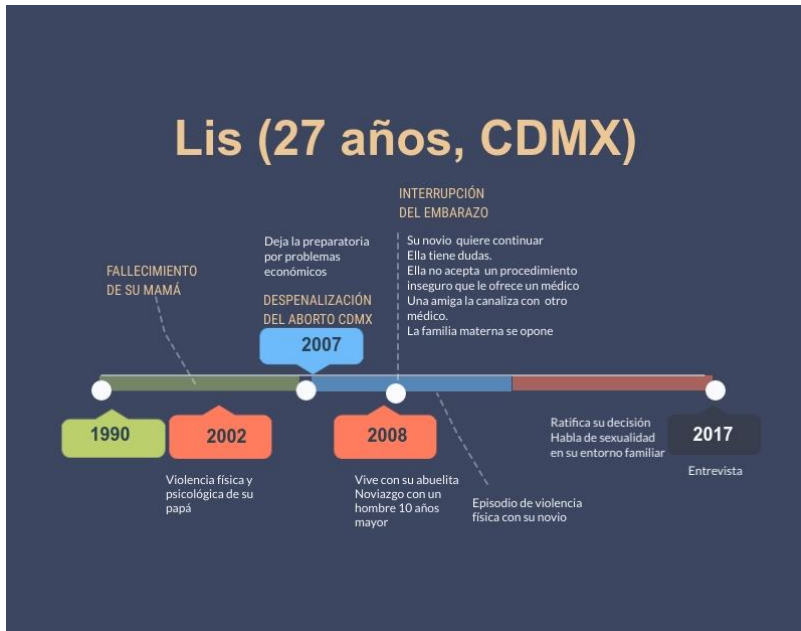 Lis (27 años, CDMX)
INTERRUPCIÓN
DEL EMBARAZO
Su novio quiere continuar
Ella tiene dudas.
Ella no acepta un procedimiento
inseguro que le ofrece un médico
Una amiga la canaliza con otro
médico.
La familia materna se opone
Deja la preparatoria
por problemas
económicos
DESPENALIZACIÓN
DEL ABORTO CDMX
FALLECIMIENTO
DE SU MAMÁ
2007
1990
2002
2008
2017
Violencia física y
psicológica de su
papá
Vive con su abuelita
Noviazgo con un
hombre 10 años
mayor
Episodio de violencia
física con su novio
Ratifica su decisión
Habla de sexualidad
en su entorno familiar
Entrevista